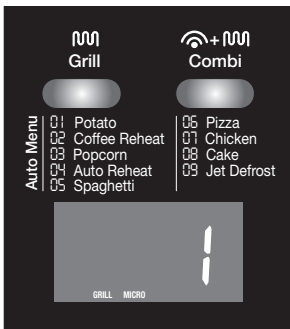 Grill
+
Combi
Auto Menu
01 Potato
02 Coffee Reheat
03 Popcorn
04 Auto Reheat
05 Spaghetti
06 Pizza
07 Chicken
08 Cake
09 Jet Defrost
1
GRILL MICRO